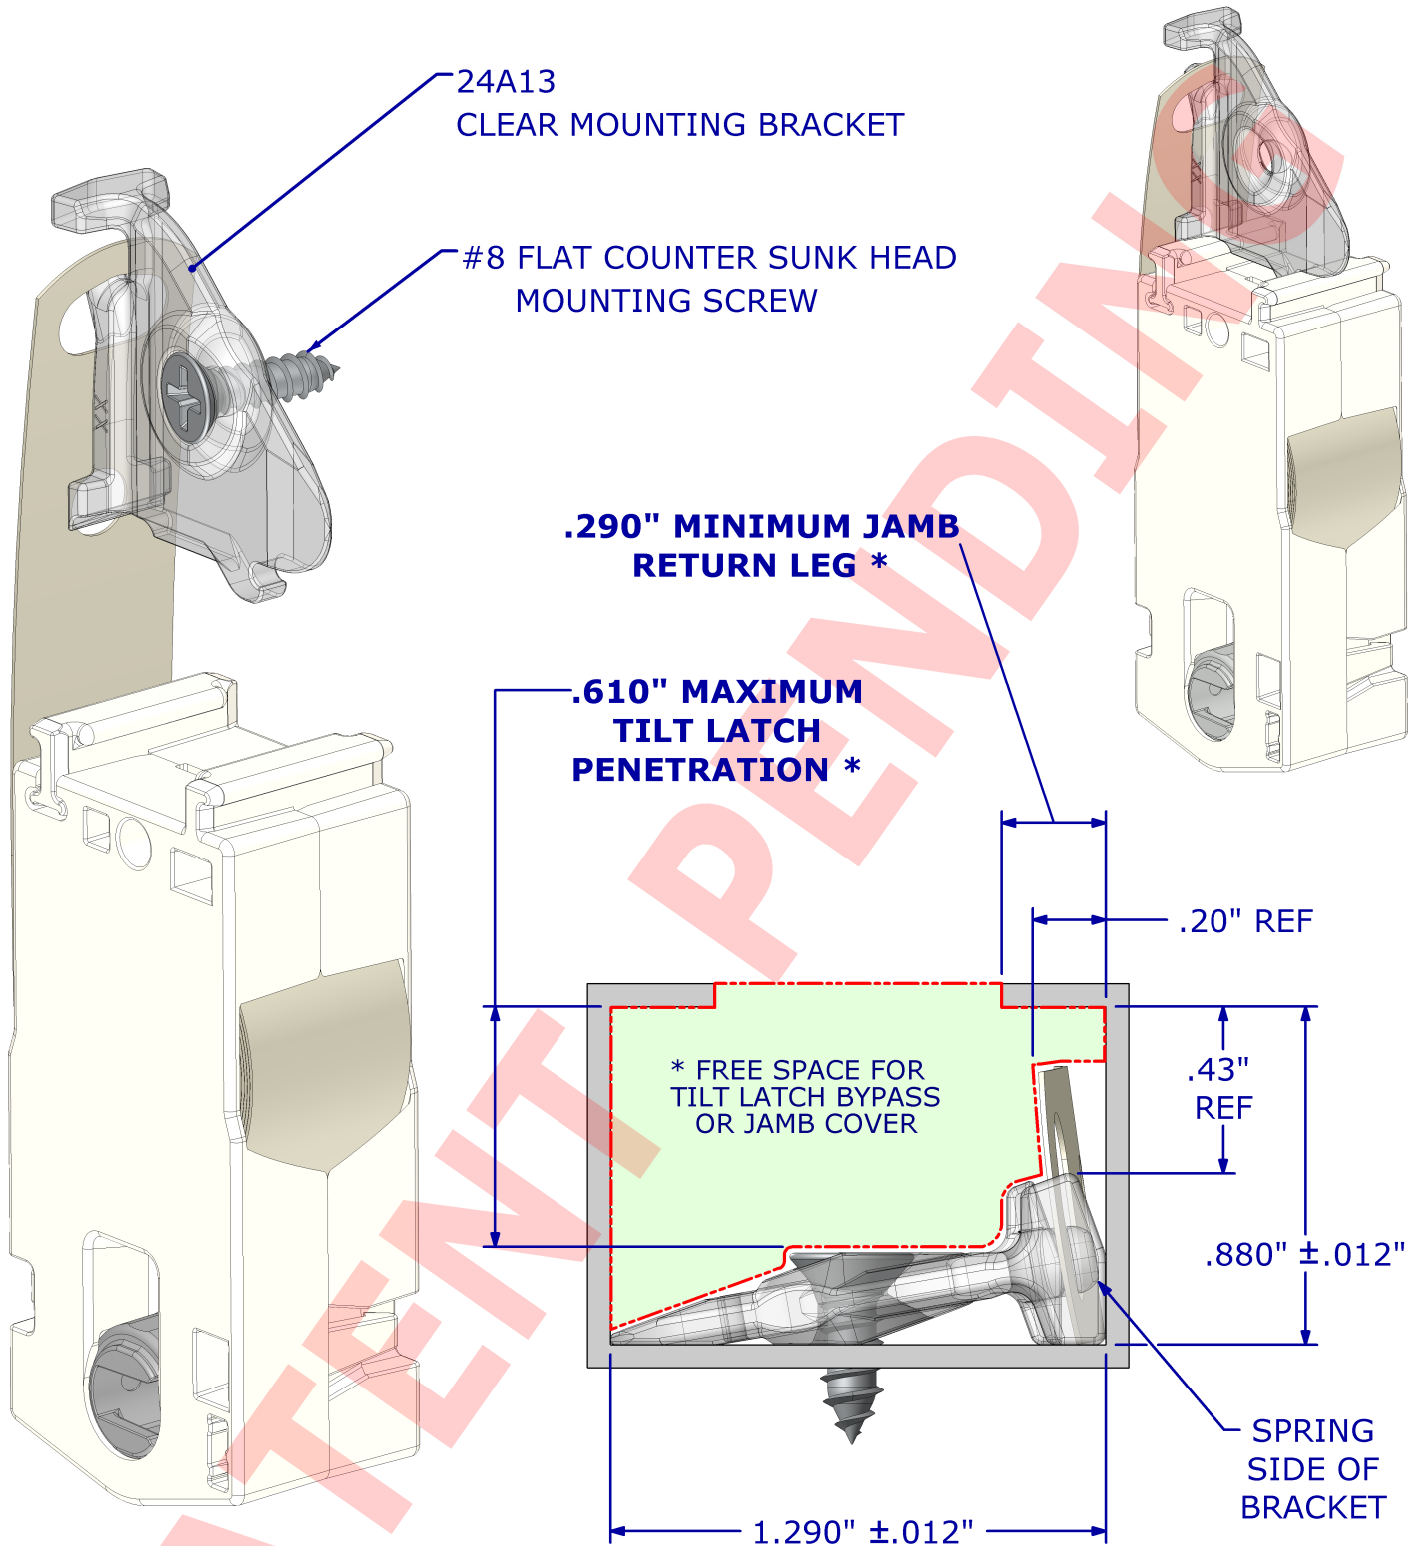 24A13
CLEAR MOUNTING BRACKET
#8 FLAT COUNTER SUNK HEAD
MOUNTING SCREW
.290" MINIMUM JAMB
RETURN LEG *
.610" MAXIMUM
TILT LATCH
PENETRATION *
.20" REF
* FREE SPACE FOR
TILT LATCH BYPASS
OR JAMB COVER
.43"
REF
.880" ±.012"
SPRING
SIDE OF
BRACKET
1.290" ±.012"
ATENT PENDING